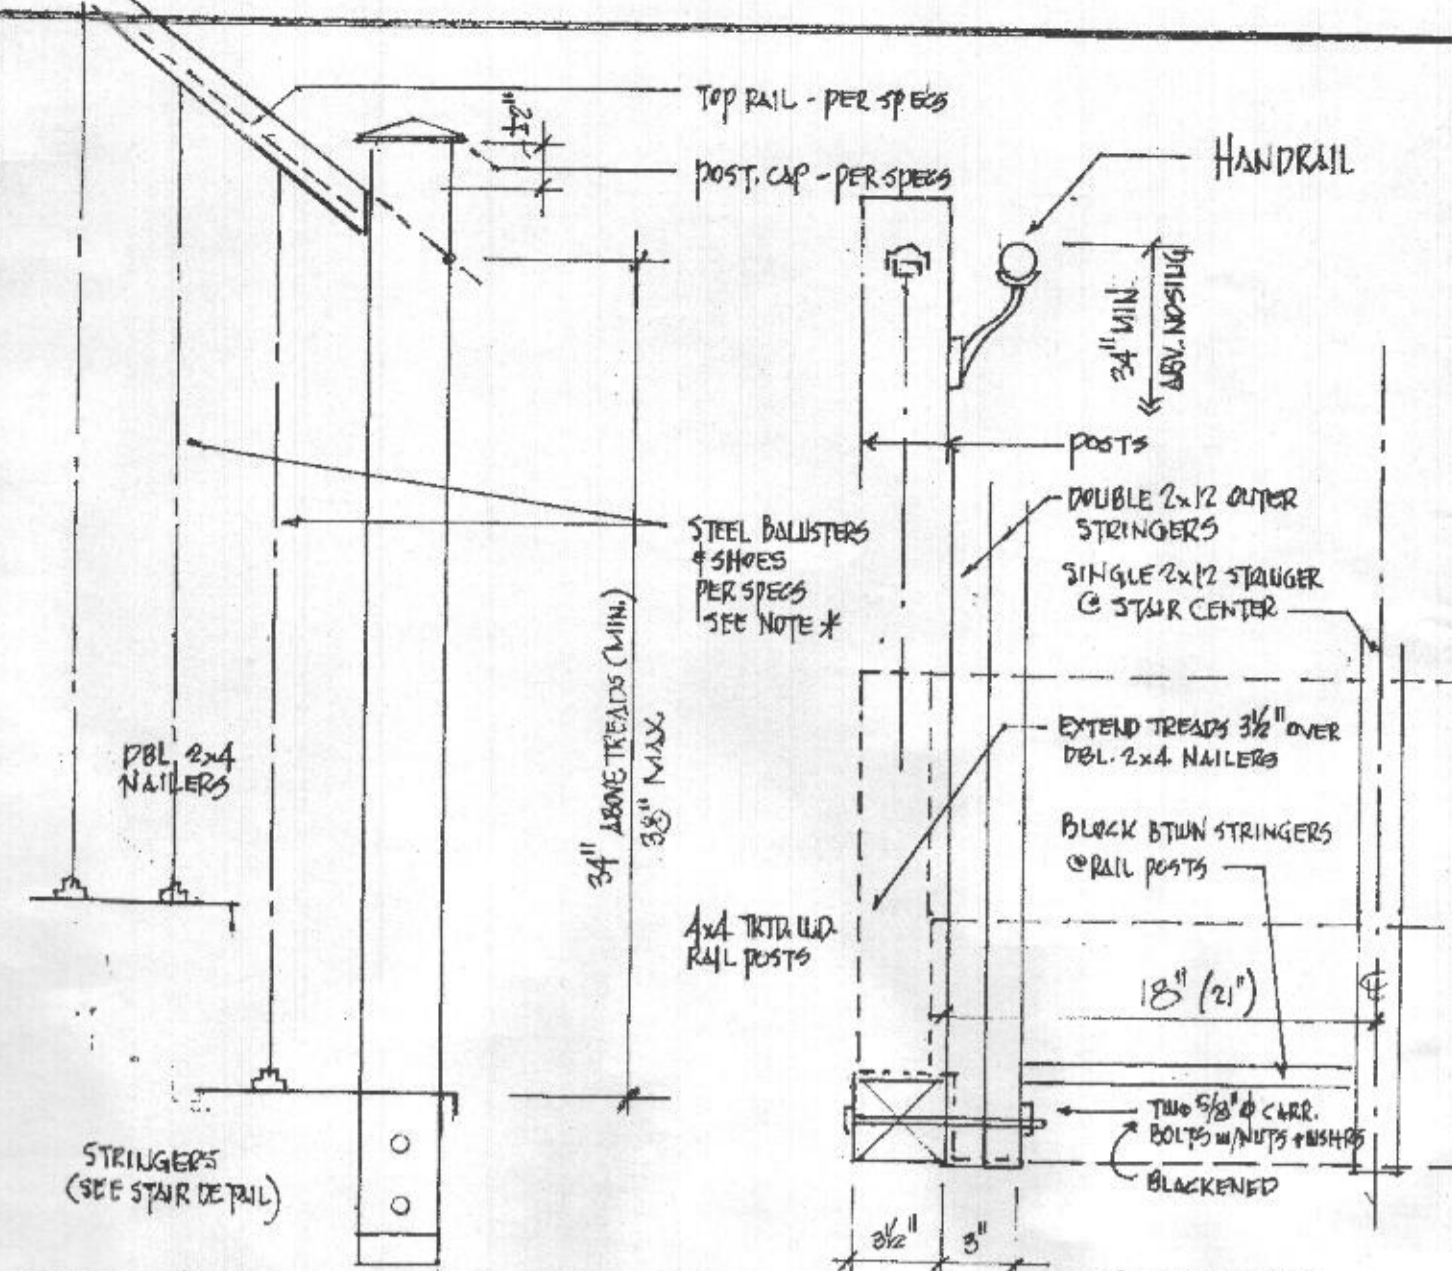 TOP RAIL - PER SPECS
POST. CAP - PER SPECS
HANDRAIL
34" MIN
ABV. NOSING
POSTS
DOUBLE 2x12 OUTER
STRINGERS
SINGLE 2x12 STRINGER
@ STAIR CENTER
STEEL BALUSTERS
& SHOES
PER SPECS
SEE NOTE *
34" ABOVE TREADS (MIN.)
38" MAX.
DBL 2x4
NAILERS
EXTEND TREADS 3½" OVER
DBL. 2x4 NAILERS
BLOCK BTWN STRINGERS
@ RAIL POSTS
4x4 TRTD. WD.
RAIL POSTS
18" (21")
TWO 5/8" Φ CARR.
BOLTS w/NUTS + WSHRS
BLACKENED
STRINGERS
(SEE STAIR DETAIL)
3½" 3"